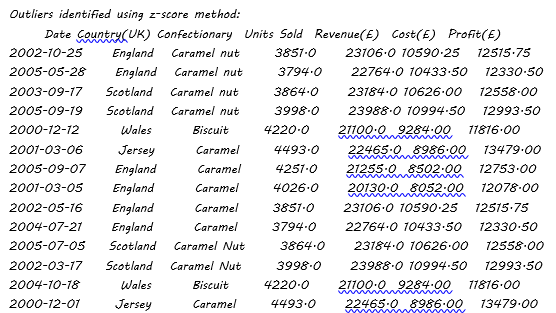 Outliers identified using z-score method:
Date Country(UK) Confectionary Units Sold Revenue(£) Cost(£) Profit(£)
2002-10-25 England Caramel nut 3851.0 23106.0 10590.25 12515.75
2005-05-28 England Caramel nut 3794.0 22764.0 10433.50 12330.50
2003-09-17 Scotland Caramel nut 3864.0 23184.0 10626.00 12558.00
2005-09-19 Scotland Caramel nut 3998.0 23988.0 10994.50 12993.50
2000-12-12 Wales Biscuit 4220.0 21100.0 9284.00 11816.00
2001-03-06 Jersey Caramel 4493.0 22465.0 8986.00 13479.00
2005-09-07 England Caramel 4251.0 21255.0 8502.00 12753.00
2001-03-05 England Caramel 4026.0 20130.0 8052.00 12078.00
2002-05-16 England Caramel 3851.0 23106.0 10590.25 12515.75
2004-07-21 England Caramel 3794.0 22764.0 10433.50 12330.50
2005-07-05 Scotland Caramel Nut 3864.0 23184.0 10626.00 12558.00
2002-03-17 Scotland Caramel Nut 3998.0 23988.0 10994.50 12993.50
2004-10-18 Wales Biscuit 4220.0 21100.0 9284.00 11816.00
2000-12-01 Jersey Caramel 4493.0 22465.0 8986.00 13479.00